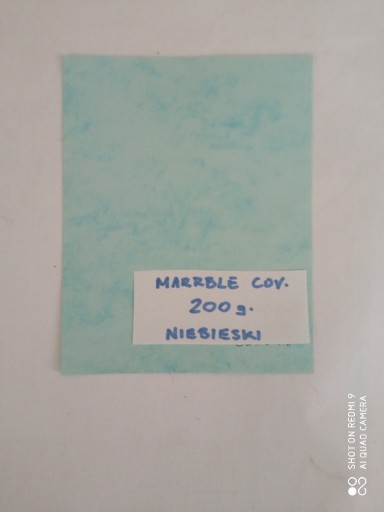 MARRBLE COV.
200 g.
NIEBIESKI
SHOT ON REDMI 9
AI QUAD CAMERA